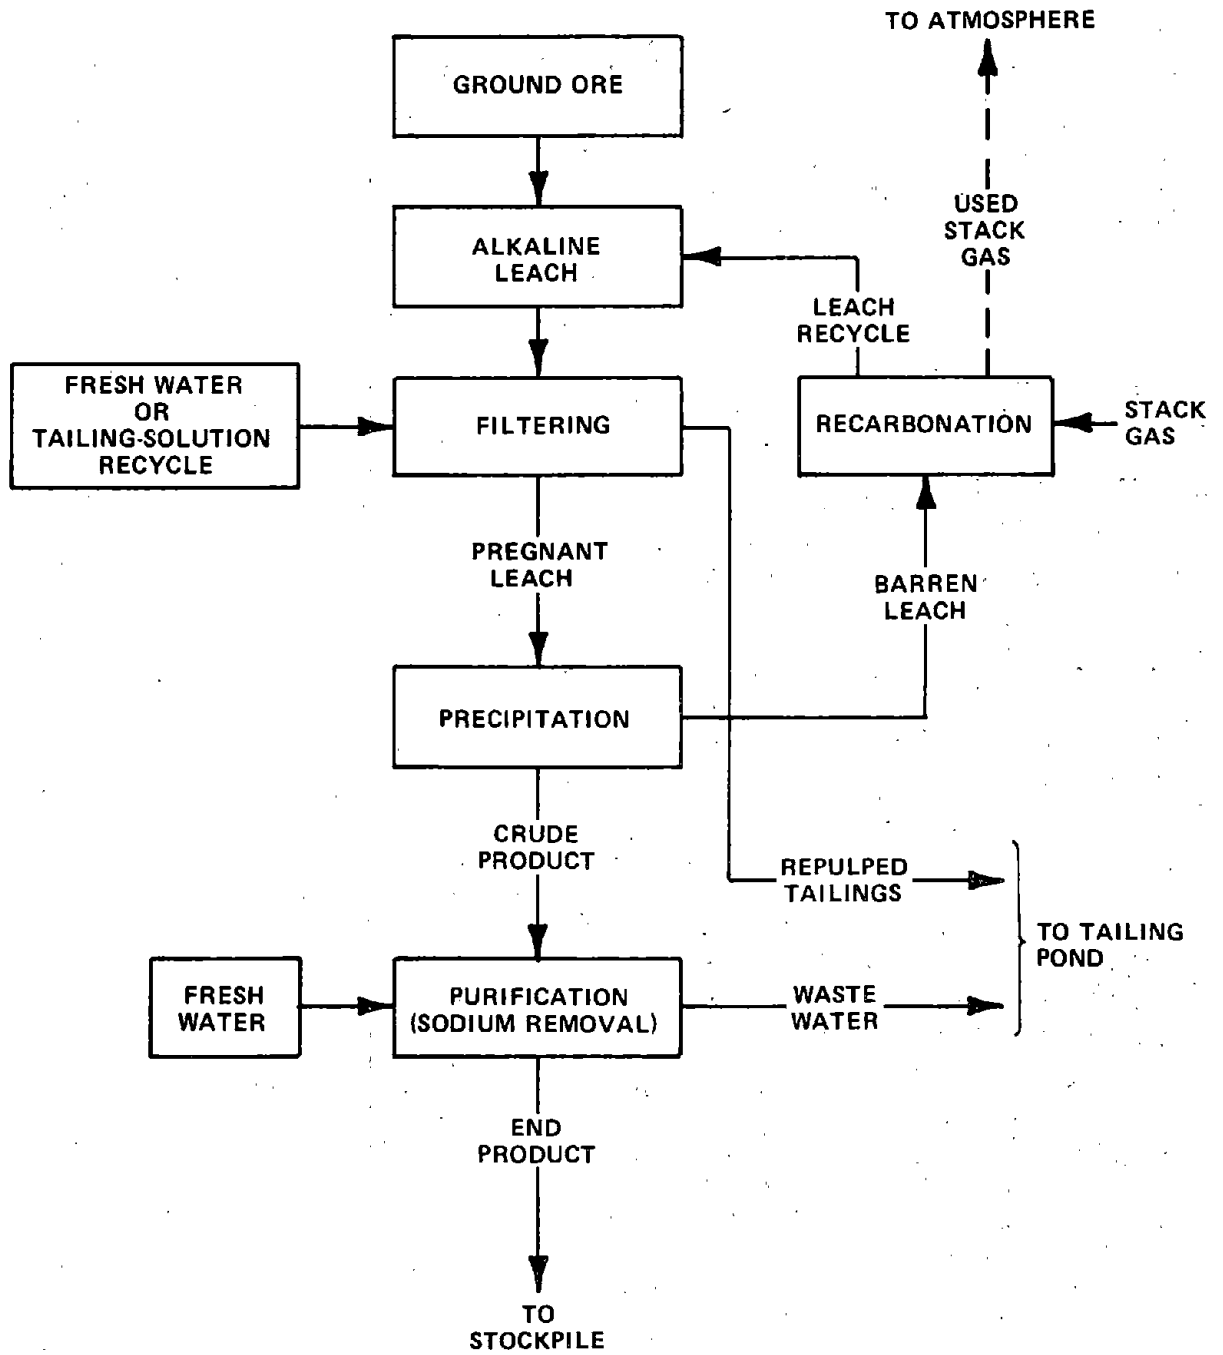 TO ATMOSPHERE
GROUND ORE
USED
STACK
GAS
ALKALINE
LEACH
LEACH
RECYCLE
FRESH WATER
OR
TAILING-SOLUTION
RECYCLE
FILTERING
RECARBONATION
STACK
GAS
PREGNANT
LEACH
BARREN
LEACH
PRECIPITATION
CRUDE
PRODUCT
REPULPED
TAILINGS
TO TAILING
POND
FRESH
WATER
PURIFICATION
(SODIUM REMOVAL)
WASTE
WATER
END
PRODUCT
TO
STOCKPILE